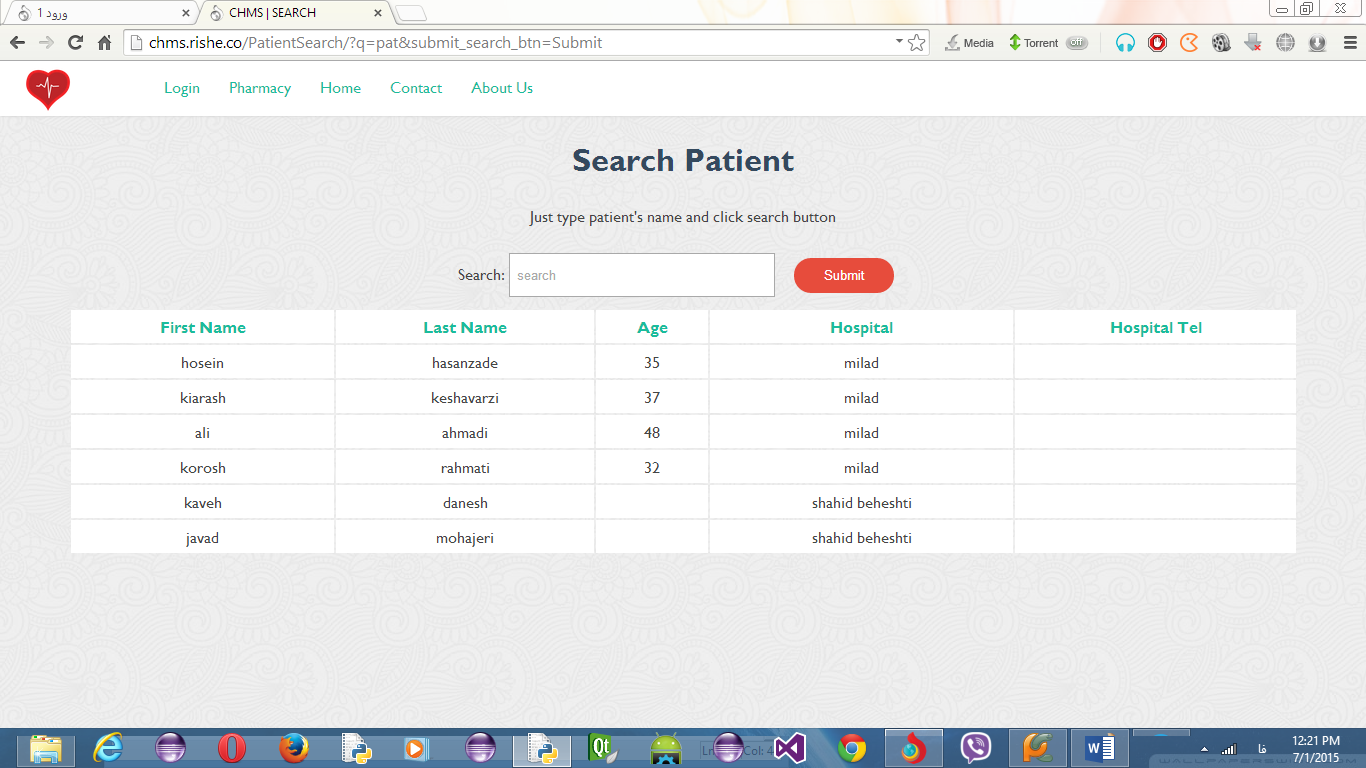 ورود 1
CHMS | SEARCH
chms.rishe.co/PatientSearch/?q=pat&submit_search_btn=Submit
Media
Torrent
Off
Login Pharmacy Home Contact About Us
Search Patient
Just type patient's name and click search button
Search: search Submit
First Name Last Name Age Hospital Hospital Tel
hosein hasanzade 35 milad
kiarash keshavarzi 37 milad
ali ahmadi 48 milad
korosh rahmati 32 milad
kaveh danesh shahid beheshti
javad mohajeri shahid beheshti
Qt
فا
12:21 PM
7/1/2015